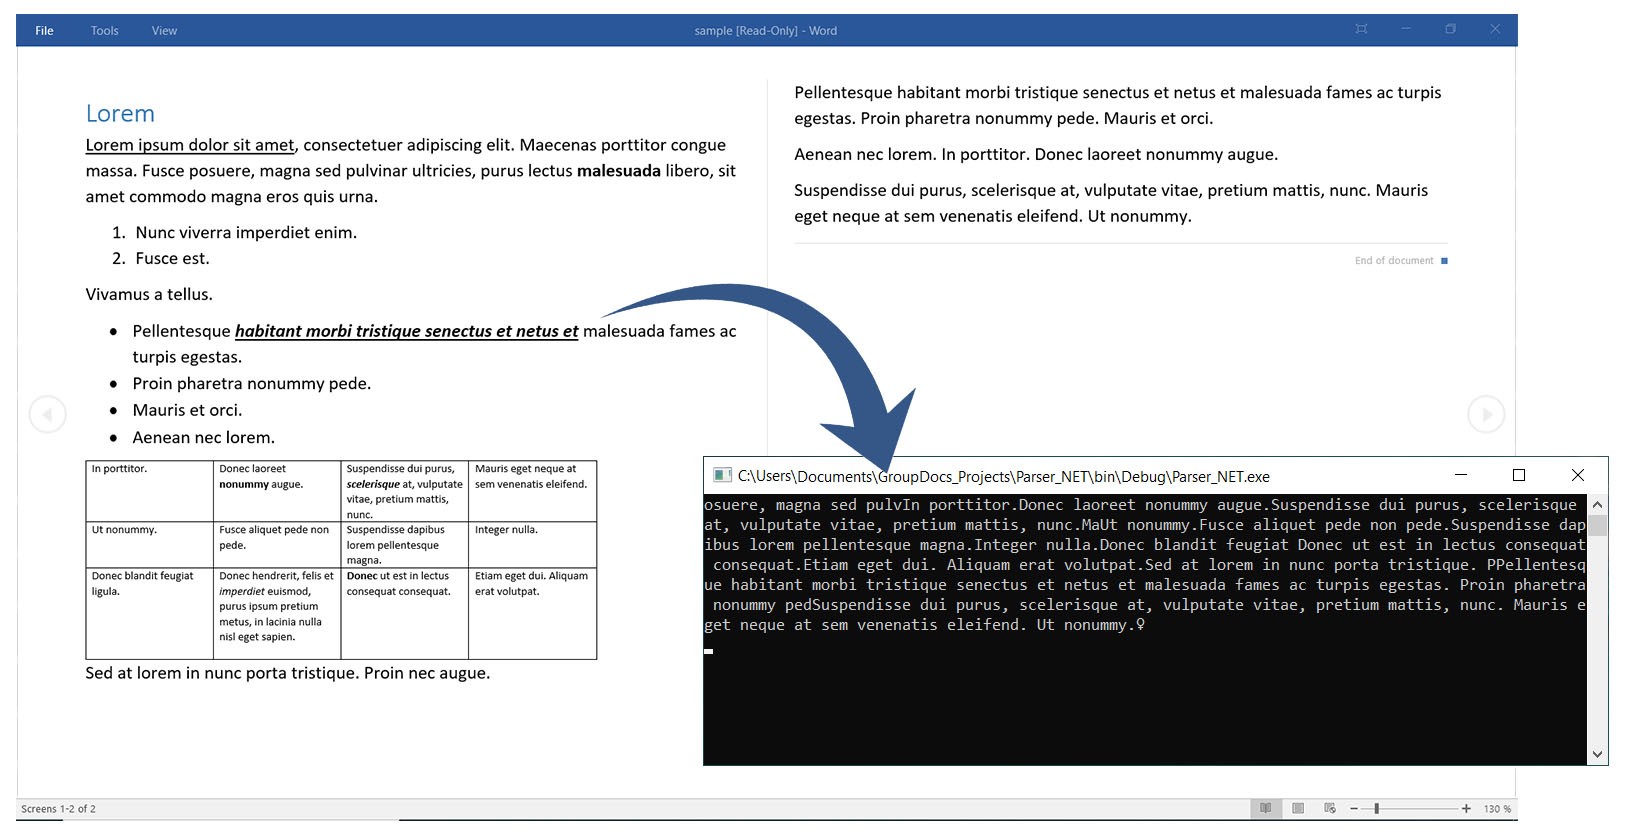 File Tools View sample [Read-Only] - Word
Lorem
Lorem ipsum dolor sit amet, consectetuer adipiscing elit. Maecenas porttitor congue
massa. Fusce posuere, magna sed pulvinar ultricies, purus lectus malesuada libero, sit
amet commodo magna eros quis urna.
1. Nunc viverra imperdiet enim.
2. Fusce est.
Vivamus a tellus.
● Pellentesque habitant morbi tristique senectus et netus et malesuada fames ac
turpis egestas.
● Proin pharetra nonummy pede.
● Mauris et orci.
● Aenean nec lorem.
In porttitor.
Donec laoreet
nonummy augue.
Suspendisse dui purus,
scelerisque at, vulputate
vitae, pretium mattis,
nunc.
Mauris eget neque at
sem venenatis eleifend.
Ut nonummy.
Fusce aliquet pede non
pede.
Suspendisse dapibus
lorem pellentesque
magna.
Integer nulla.
Donec blandit feugiat
ligula.
Donec hendrerit, felis et
imperdiet euismod,
purus ipsum pretium
metus, in lacinia nulla
nisl eget sapien.
Donec ut est in lectus
consequat consequat.
Etiam eget dui. Aliquam
erat volutpat.
Sed at lorem in nunc porta tristique. Proin nec augue.
Pellentesque habitant morbi tristique senectus et netus et malesuada fames ac turpis
egestas. Proin pharetra nonummy pede. Mauris et orci.
Aenean nec lorem. In porttitor. Donec laoreet nonummy augue.
Suspendisse dui purus, scelerisque at, vulputate vitae, pretium mattis, nunc. Mauris
eget neque at sem venenatis eleifend. Ut nonummy.
End of document
C:\Users\Documents\GroupDocs_Projects\Parser_NET\bin\Debug\Parser_NET.exe
osuere, magna sed pulvIn porttitor.Donec laoreet nonummy augue.Suspendisse dui purus, scelerisque
at, vulputate vitae, pretium mattis, nunc.MaUt nonummy.Fusce aliquet pede non pede.Suspendisse dap
ibus lorem pellentesque magna.Integer nulla.Donec blandit feugiat Donec ut est in lectus consequat
consequat.Etiam eget dui. Aliquam erat volutpat.Sed at lorem in nunc porta tristique. PPellentesq
ue habitant morbi tristique senectus et netus et malesuada fames ac turpis egestas. Proin pharetra
nonummy pedSuspendisse dui purus, scelerisque at, vulputate vitae, pretium mattis, nunc. Mauris e
get neque at sem venenatis eleifend. Ut nonummy.♀
Screens 1-2 of 2
130 %